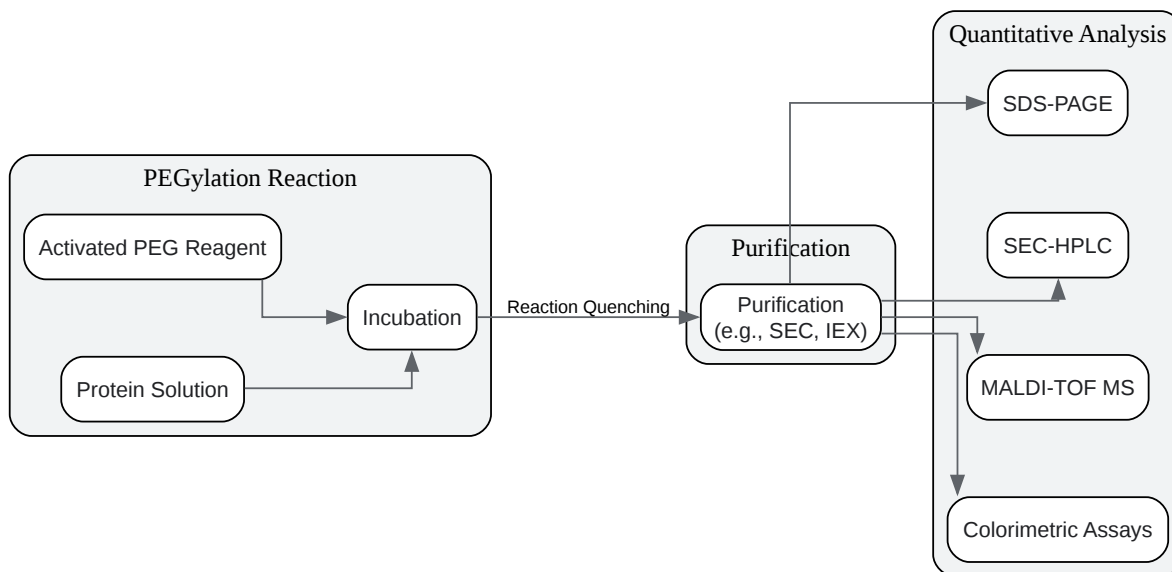 PEGylation Reaction
Activated PEG Reagent
Protein Solution
Incubation
Reaction Quenching
Purification
Purification
(e.g., SEC, IEX)
Quantitative Analysis
SDS-PAGE
SEC-HPLC
MALDI-TOF MS
Colorimetric Assays